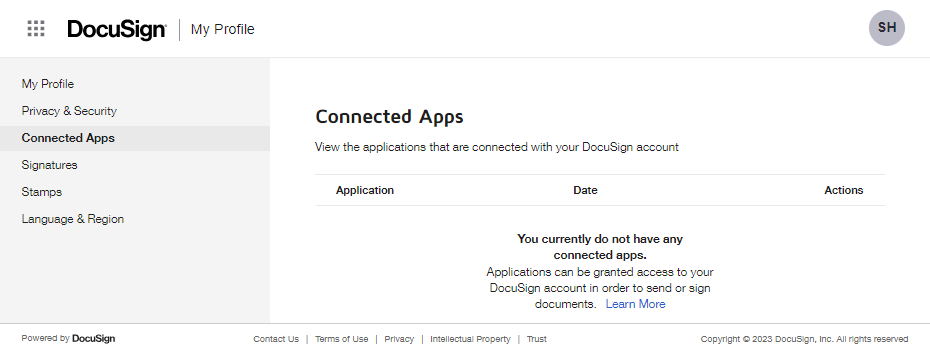 DocuSign | My Profile
SH
My Profile
Privacy & Security
Connected Apps
Signatures
Stamps
Language & Region
Connected Apps
View the applications that are connected with your DocuSign account
Application Date Actions
You currently do not have any
connected apps.
Applications can be granted access to your
DocuSign account in order to send or sign
documents. Learn More
Powered by DocuSign
Contact Us | Terms of Use | Privacy | Intellectual Property | Trust
Copyright © 2023 DocuSign, Inc. All rights reserved